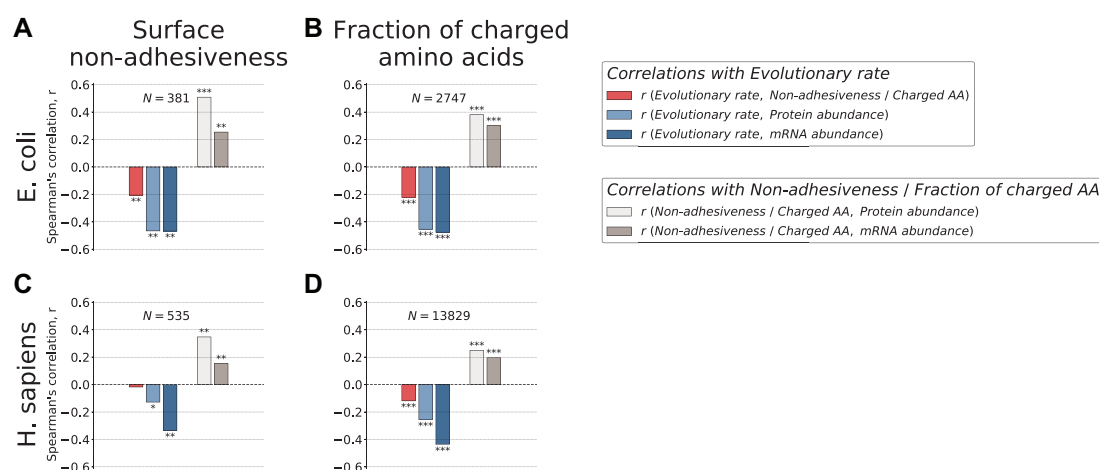 A
Surface
non-adhesiveness
B
Fraction of charged
amino acids
E. coli
Spearman's correlation, r
0.6
0.4
0.2
0.0
−0.2
−0.4
−0.6
N = 381
***
**
**
**
**
0.6
0.4
0.2
0.0
−0.2
−0.4
−0.6
N = 2747
***
***
***
***
***
Correlations with Evolutionary rate
r (Evolutionary rate, Non-adhesiveness / Charged AA)
r (Evolutionary rate, Protein abundance)
r (Evolutionary rate, mRNA abundance)
Correlations with Non-adhesiveness / Fraction of charged AA
r (Non-adhesiveness / Charged AA, Protein abundance)
r (Non-adhesiveness / Charged AA, mRNA abundance)
C
H. sapiens
Spearman's correlation, r
0.6
0.4
0.2
0.0
−0.2
−0.4
−0.6
N = 535
**
**
*
**
D
0.6
0.4
0.2
0.0
−0.2
−0.4
−0.6
N = 13829
***
***
***
***
***